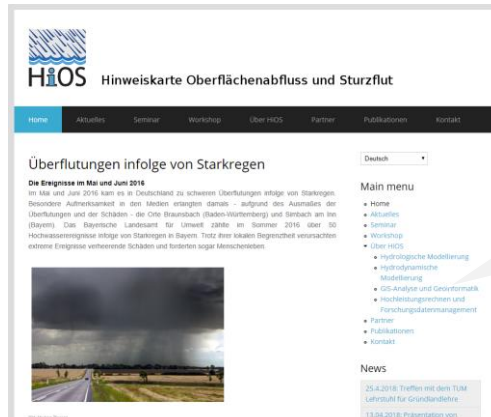 HiOS Hinweiskarte Oberflächenabfluss und Sturzflut
Home Aktuelles Seminar Workshop Über HiOS Partner Publikationen Kontakt
Überflutungen infolge von Starkregen
Die Ereignisse im Mai und Juni 2016
Im Mai und Juni 2016 kam es in Deutschland zu schweren Überflutungen infolge von Starkregen.
Besondere Aufmerksamkeit in den Medien erlangten damals - aufgrund des Ausmaßes der
Überflutungen und der Schäden - die Orte Braunsbach (Baden-Württemberg) und Simbach am Inn
(Bayern). Das Bayerische Landesamt für Umwelt zählte im Sommer 2016 über 50
Hochwasserereignisse infolge von Starkregen in Bayern. Trotz ihrer lokalen Begrenztheit verursachten
extreme Ereignisse verheerende Schäden und forderten sogar Menschenleben.
Deutsch
Main menu
Home
Aktuelles
Seminar
Workshop
Über HiOS
Hydrologische Modellierung
Hydrodynamische
Modellierung
GIS-Analyse und Geoinformatik
Hochleistungsrechnen und
Forschungsdatenmanagement
Partner
Publikationen
Kontakt
News
25.4.2018: Treffen mit dem TUM
Lehrstuhl für Grundlandlehre
13.04.2018: Präsentation von